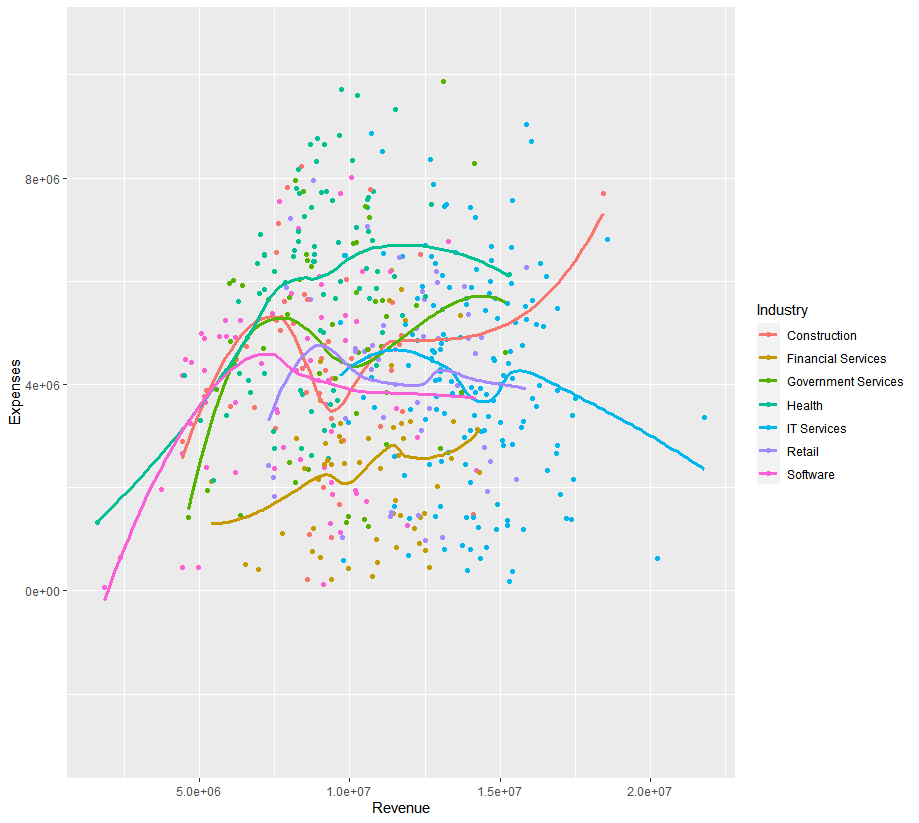 Expenses
8e+06
4e+06
0e+00
5.0e+06 1.0e+07 1.5e+07 2.0e+07
Revenue
Industry
Construction
Financial Services
Government Services
Health
IT Services
Retail
Software